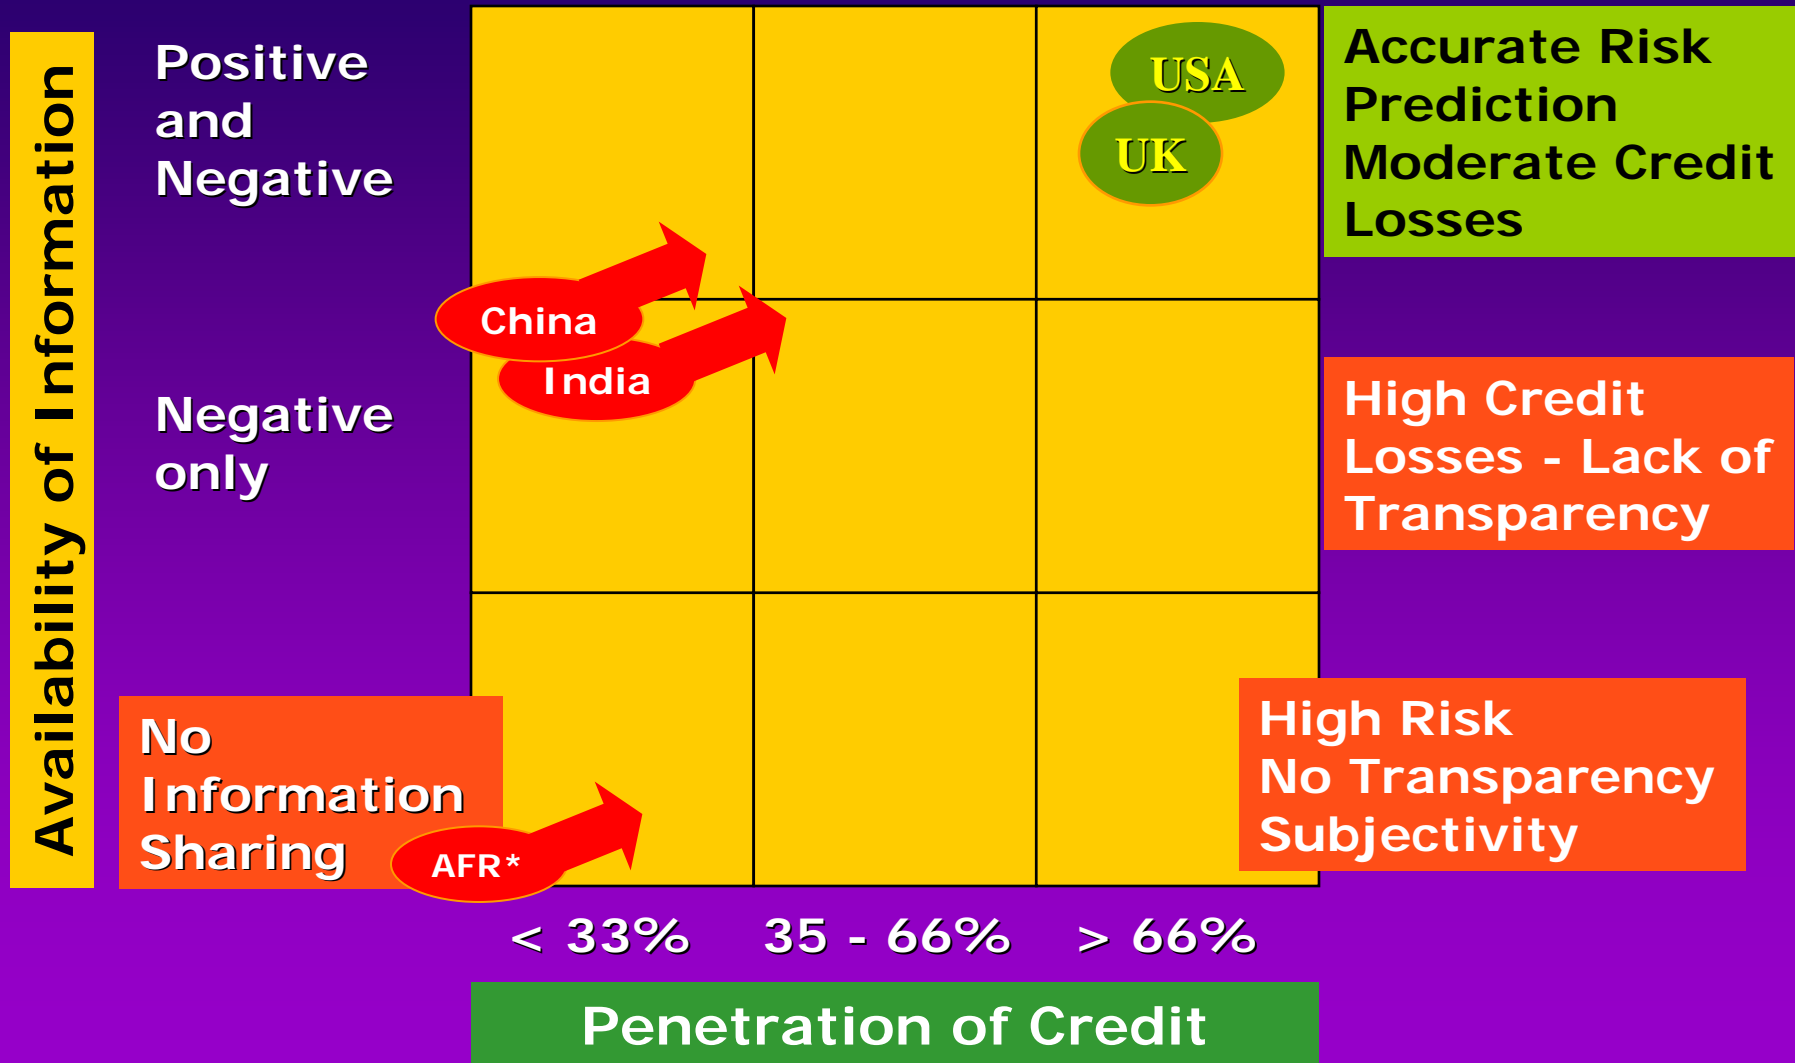 Availability of Information
Positive
and
Negative
USA
UK
Accurate Risk
Prediction
Moderate Credit
Losses
China
India
Negative
only
High Credit
Losses - Lack of
Transparency
No
Information
Sharing
AFR*
High Risk
No Transparency
Subjectivity
< 33%
35 - 66%
> 66%
Penetration of Credit